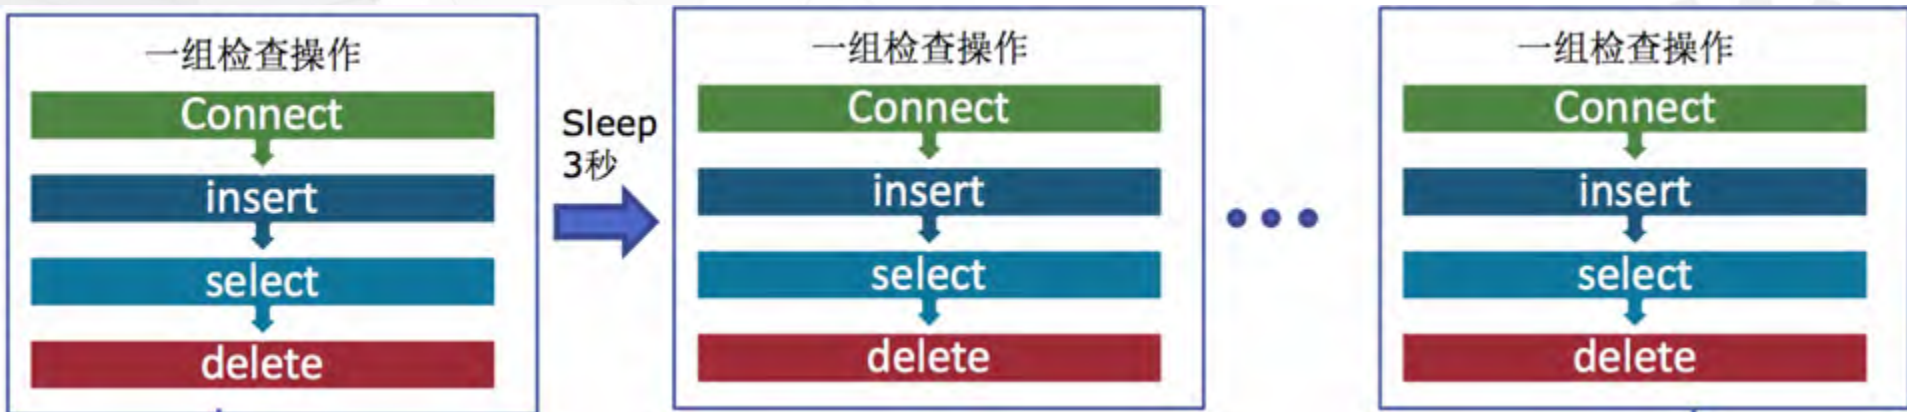 一组检查操作
Connect
insert
select
delete
Sleep
3秒
一组检查操作
Connect
insert
select
delete
一组检查操作
Connect
insert
select
delete